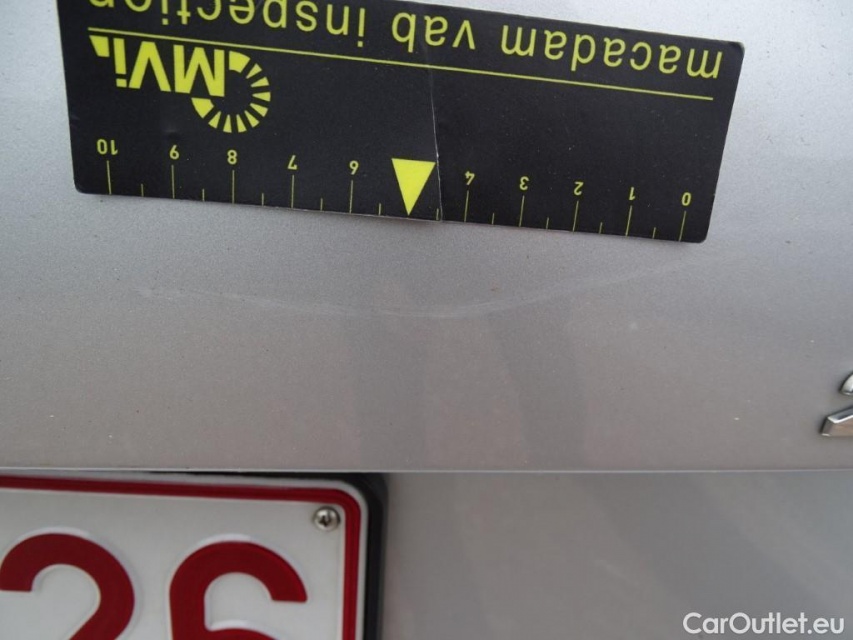 macadam vab inspection
MVi
0 1 2 3 4 6 7 8 9 10
26
CarOutlet.eu